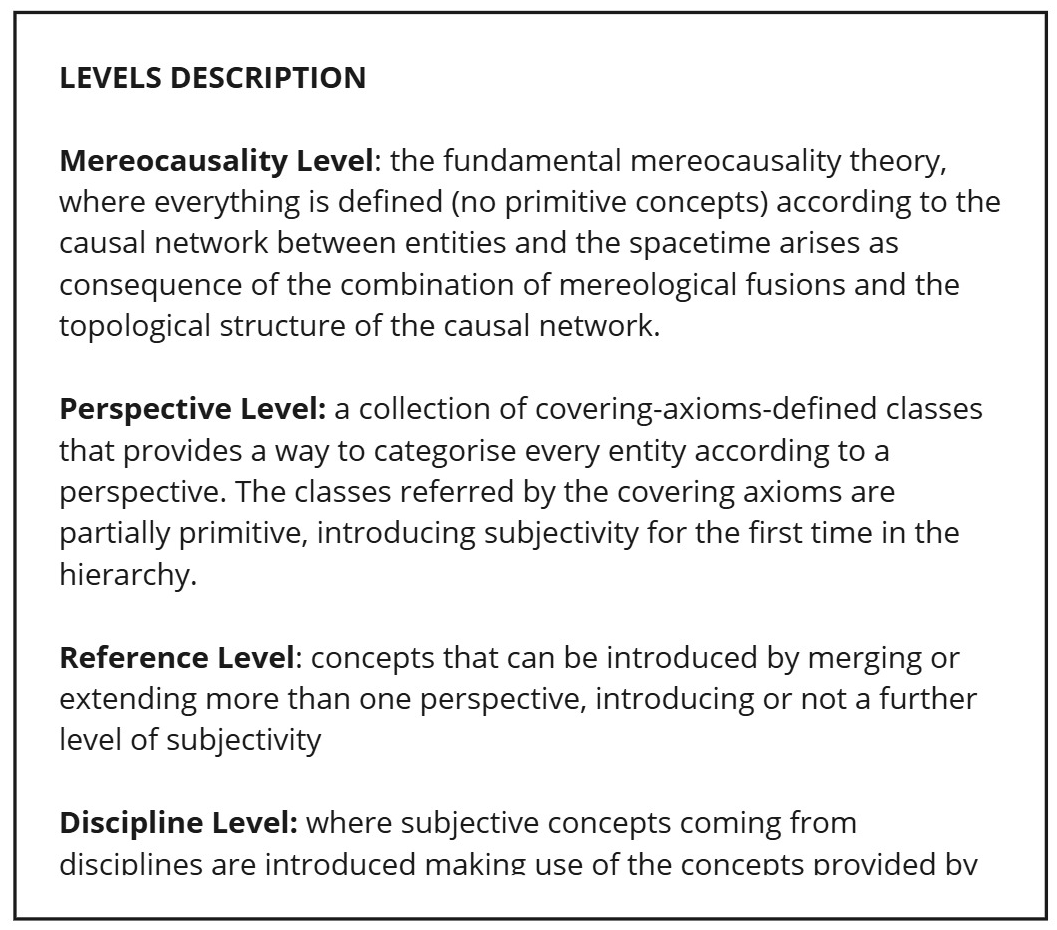 LEVELS DESCRIPTION
Mereocausality Level: the fundamental mereocausality theory,
where everything is defined (no primitive concepts) according to the
causal network between entities and the spacetime arises as
consequence of the combination of mereological fusions and the
topological structure of the causal network.
Perspective Level: a collection of covering-axioms-defined classes
that provides a way to categorise every entity according to a
perspective. The classes referred by the covering axioms are
partially primitive, introducing subjectivity for the first time in the
hierarchy.
Reference Level: concepts that can be introduced by merging or
extending more than one perspective, introducing or not a further
level of subjectivity
Discipline Level: where subjective concepts coming from
disciplines are introduced making use of the concepts provided by